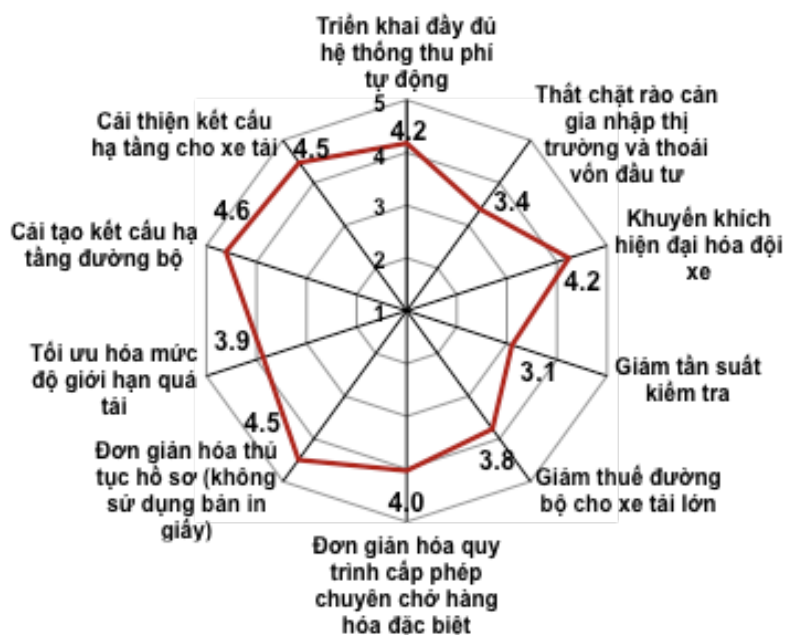 Triển khai đầy đủ
hệ thống thu phí
tự động
5
4.2
4
3
2
1
Thắt chặt rào cản
gia nhập thị
trường và thoái
vốn đầu tư
3.4
Khuyến khích
hiện đại hóa đội
xe
4.2
Giảm tần suất
kiểm tra
3.1
Giảm thuế đường
bộ cho xe tải lớn
3.8
Đơn giản hóa quy
trình cấp phép
chuyên chở hàng
hóa đặc biệt
4.0
Đơn giản hóa thủ
tục hồ sơ (không
sử dụng bản in
giấy)
4.5
Tối ưu hóa mức
độ giới hạn quá
tải
3.9
Cải tạo kết cấu hạ
tầng đường bộ
4.6
Cải thiện kết cấu
hạ tầng cho xe tải
4.5